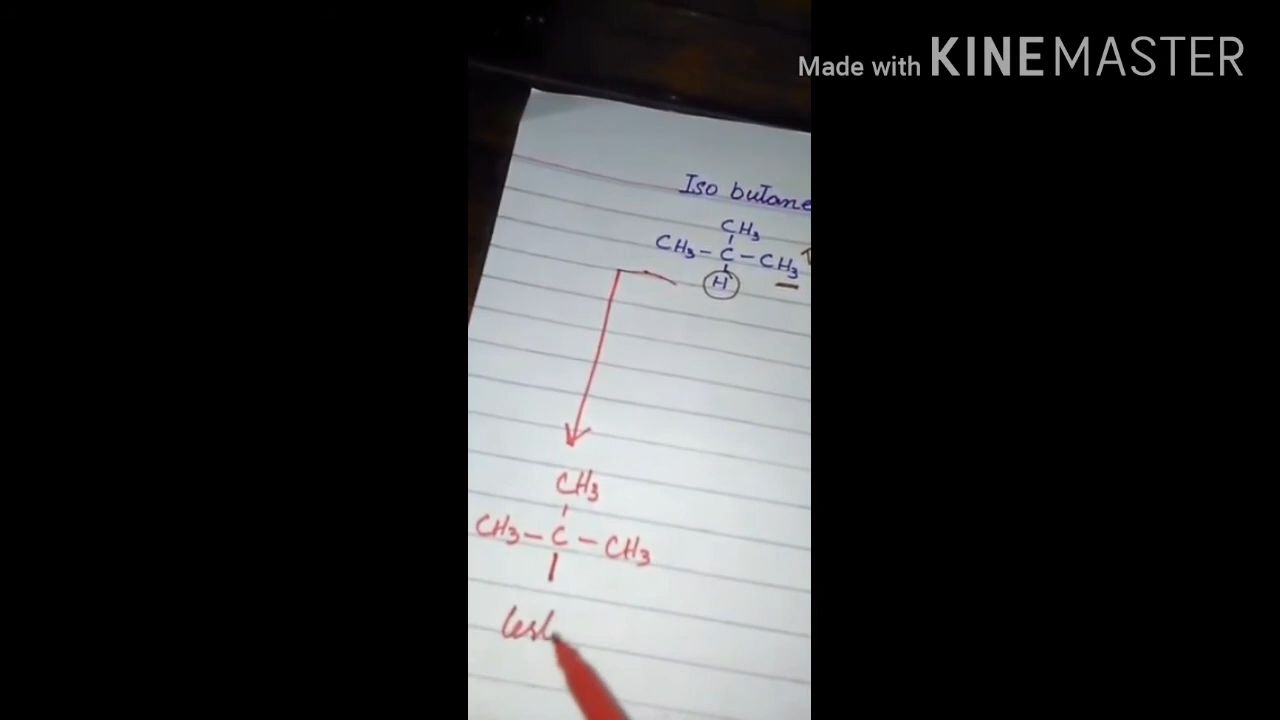 Made with KINEMASTER
Iso butane
CH3
CH3 – C – CH3
H
CH3
CH3 – C – CH3